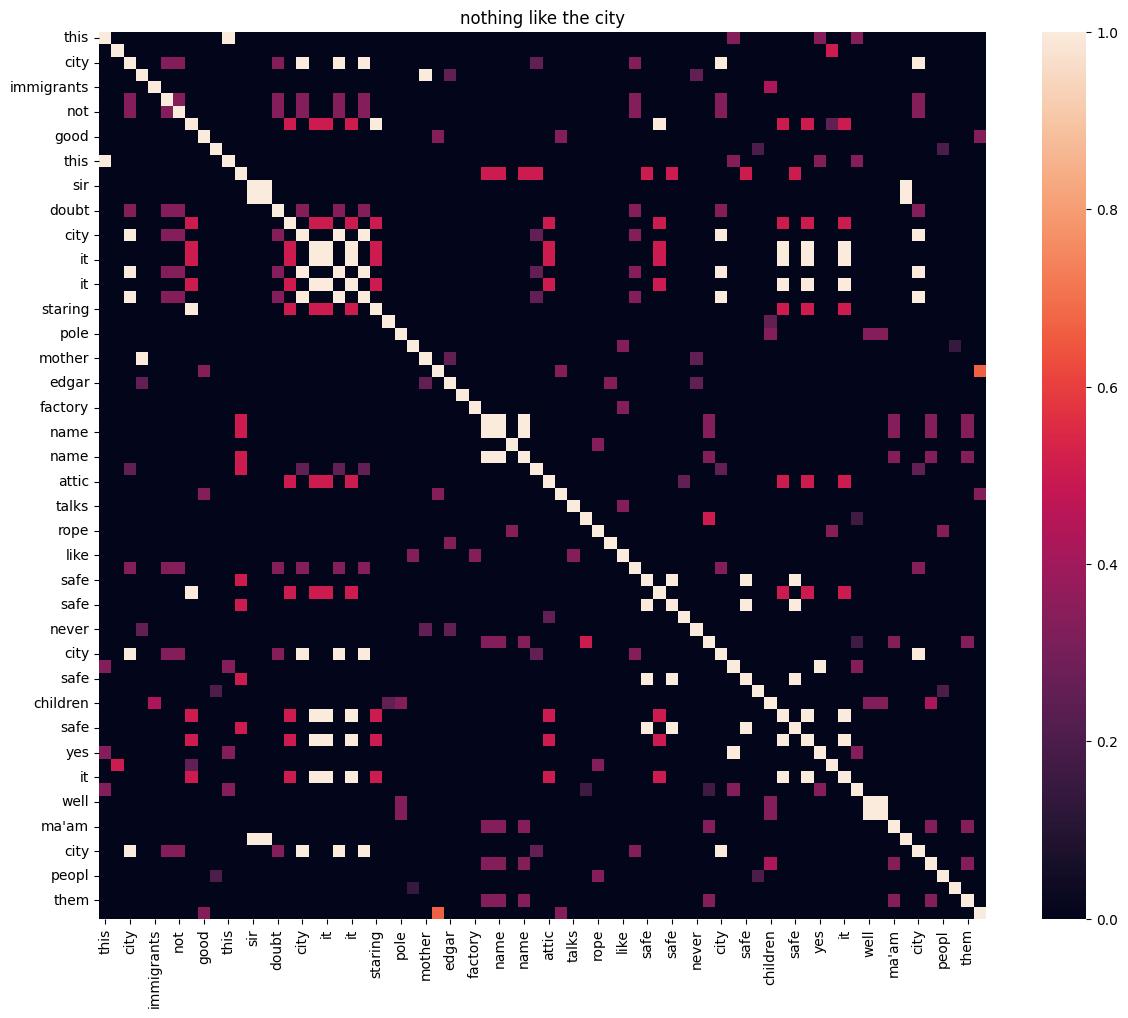 nothing like the city
this
city
immigrants
not
good
this
sir
doubt
city
it
it
staring
pole
mother
edgar
factory
name
name
attic
talks
rope
like
safe
safe
never
city
safe
children
safe
yes
it
well
ma'am
city
peopl
them
this
city
immigrants
not
good
this
sir
doubt
city
it
it
staring
pole
mother
edgar
factory
name
name
attic
talks
rope
like
safe
safe
never
city
safe
children
safe
yes
it
well
ma'am
city
peopl
them
1.0
0.8
0.6
0.4
0.2
0.0